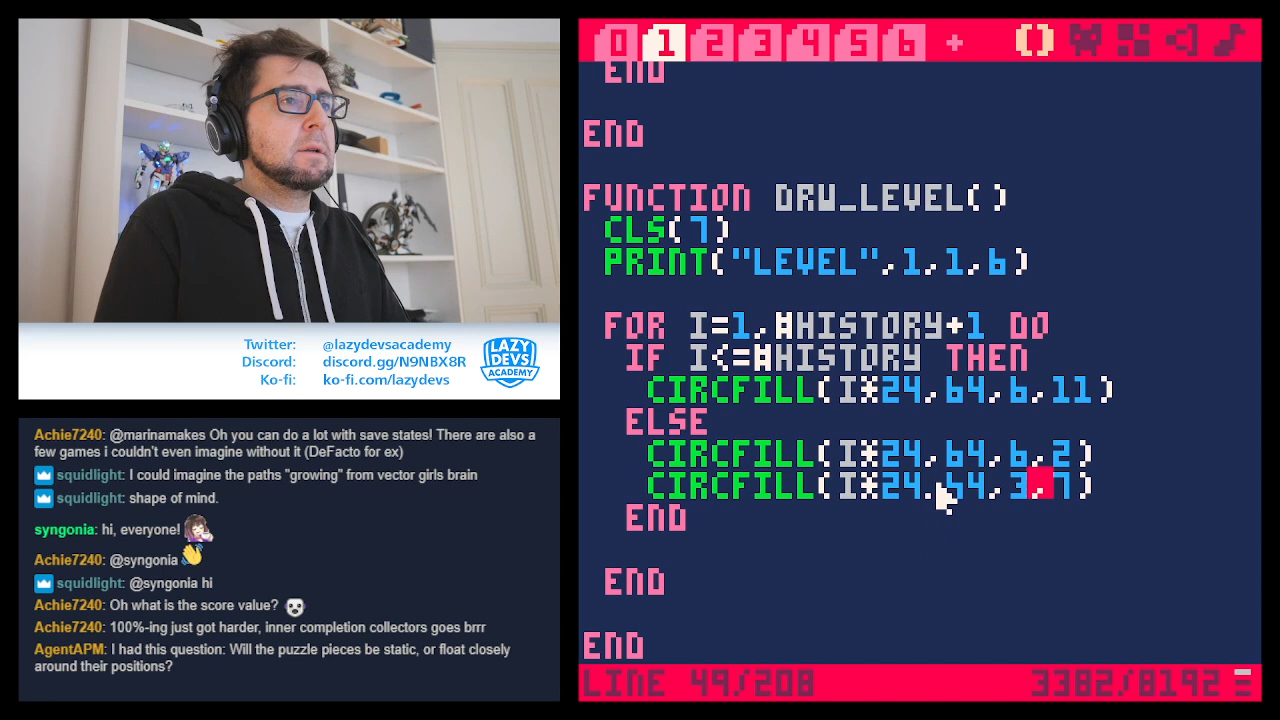 Twitter: @lazydevsacademy
Discord: discord.gg/N9NBX8R
Ko-fi: ko-fi.com/lazydevs
LAZY
DEVS
ACADEMY
Achie7240: @marinamakes Oh you can do a lot with save states! There are also a
few games i couldn't even imagine without it (DeFacto for ex)
squidlight: I could imagine the paths "growing" from vector girls brain
squidlight: shape of mind.
syngonia: hi, everyone!
Achie7240: @syngonia
squidlight: @syngonia hi
Achie7240: Oh what is the score value?
Achie7240: 100%-ing just got harder, inner completion collectors goes brrr
AgentAPM: I had this question: Will the puzzle pieces be static, or float closely
around their positions?
0 1 2 3 4 5 6 + ()
END
END
FUNCTION DRW_LEVEL()
CLS(7)
PRINT("LEVEL",1,1,6)
FOR I=1,#HISTORY+1 DO
IF I<=#HISTORY THEN
CIRCFILL(I*24,64,6,11)
ELSE
CIRCFILL(I*24,64,6,2)
CIRCFILL(I*24,64,3,7)
END
END
END
LINE 49/208 3382/8192